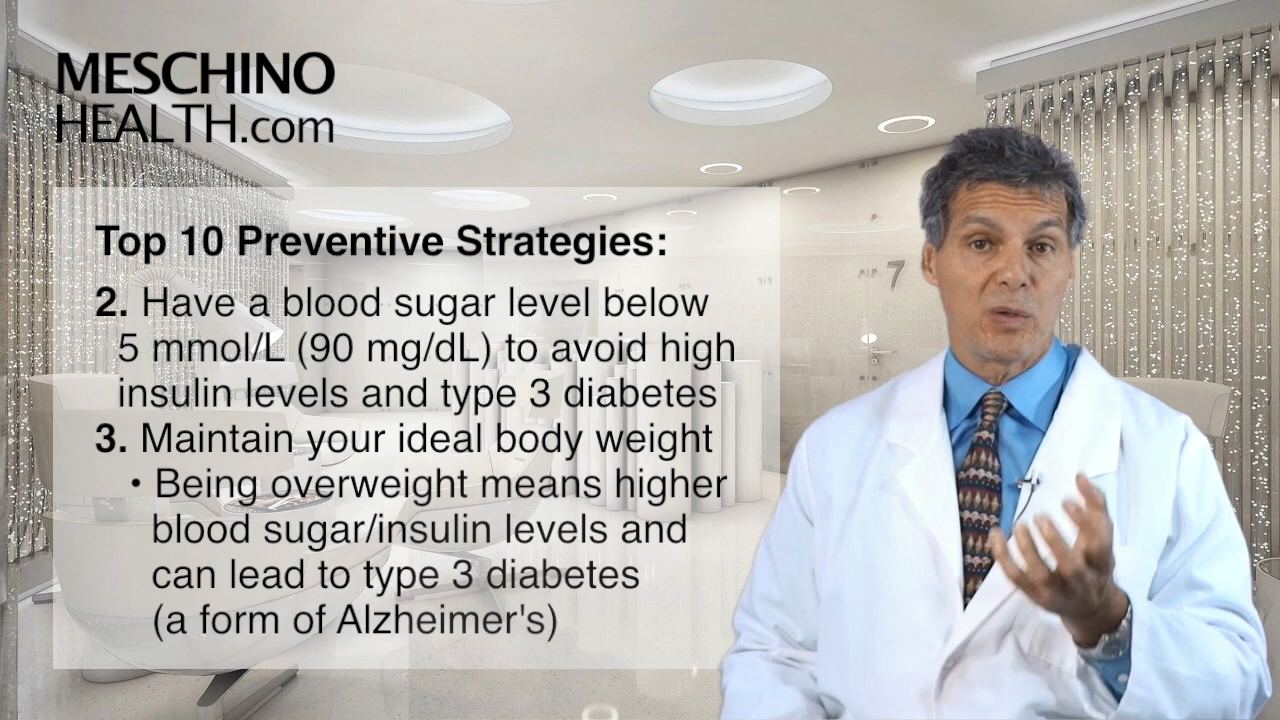 MESCHINO
HEALTH.com
Top 10 Preventive Strategies:
2. Have a blood sugar level below
5 mmol/L (90 mg/dL) to avoid high
insulin levels and type 3 diabetes
3. Maintain your ideal body weight
• Being overweight means higher
blood sugar/insulin levels and
can lead to type 3 diabetes
(a form of Alzheimer's)
7